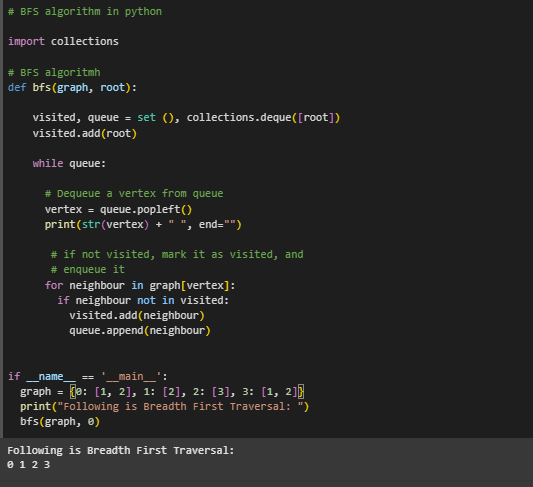 # BFS algorithm in python
import collections
# BFS algoritmh
def bfs(graph, root):
visited, queue = set (), collections.deque([root])
visited.add(root)
while queue:
# Dequeue a vertex from queue
vertex = queue.popleft()
print(str(vertex) + " ", end="")
# if not visited, mark it as visited, and
# enqueue it
for neighbour in graph[vertex]:
if neighbour not in visited:
visited.add(neighbour)
queue.append(neighbour)
if __name__ == '__main__':
graph = {0: [1, 2], 1: [2], 2: [3], 3: [1, 2]}
print("Following is Breadth First Traversal: ")
bfs(graph, 0)
Following is Breadth First Traversal:
0 1 2 3